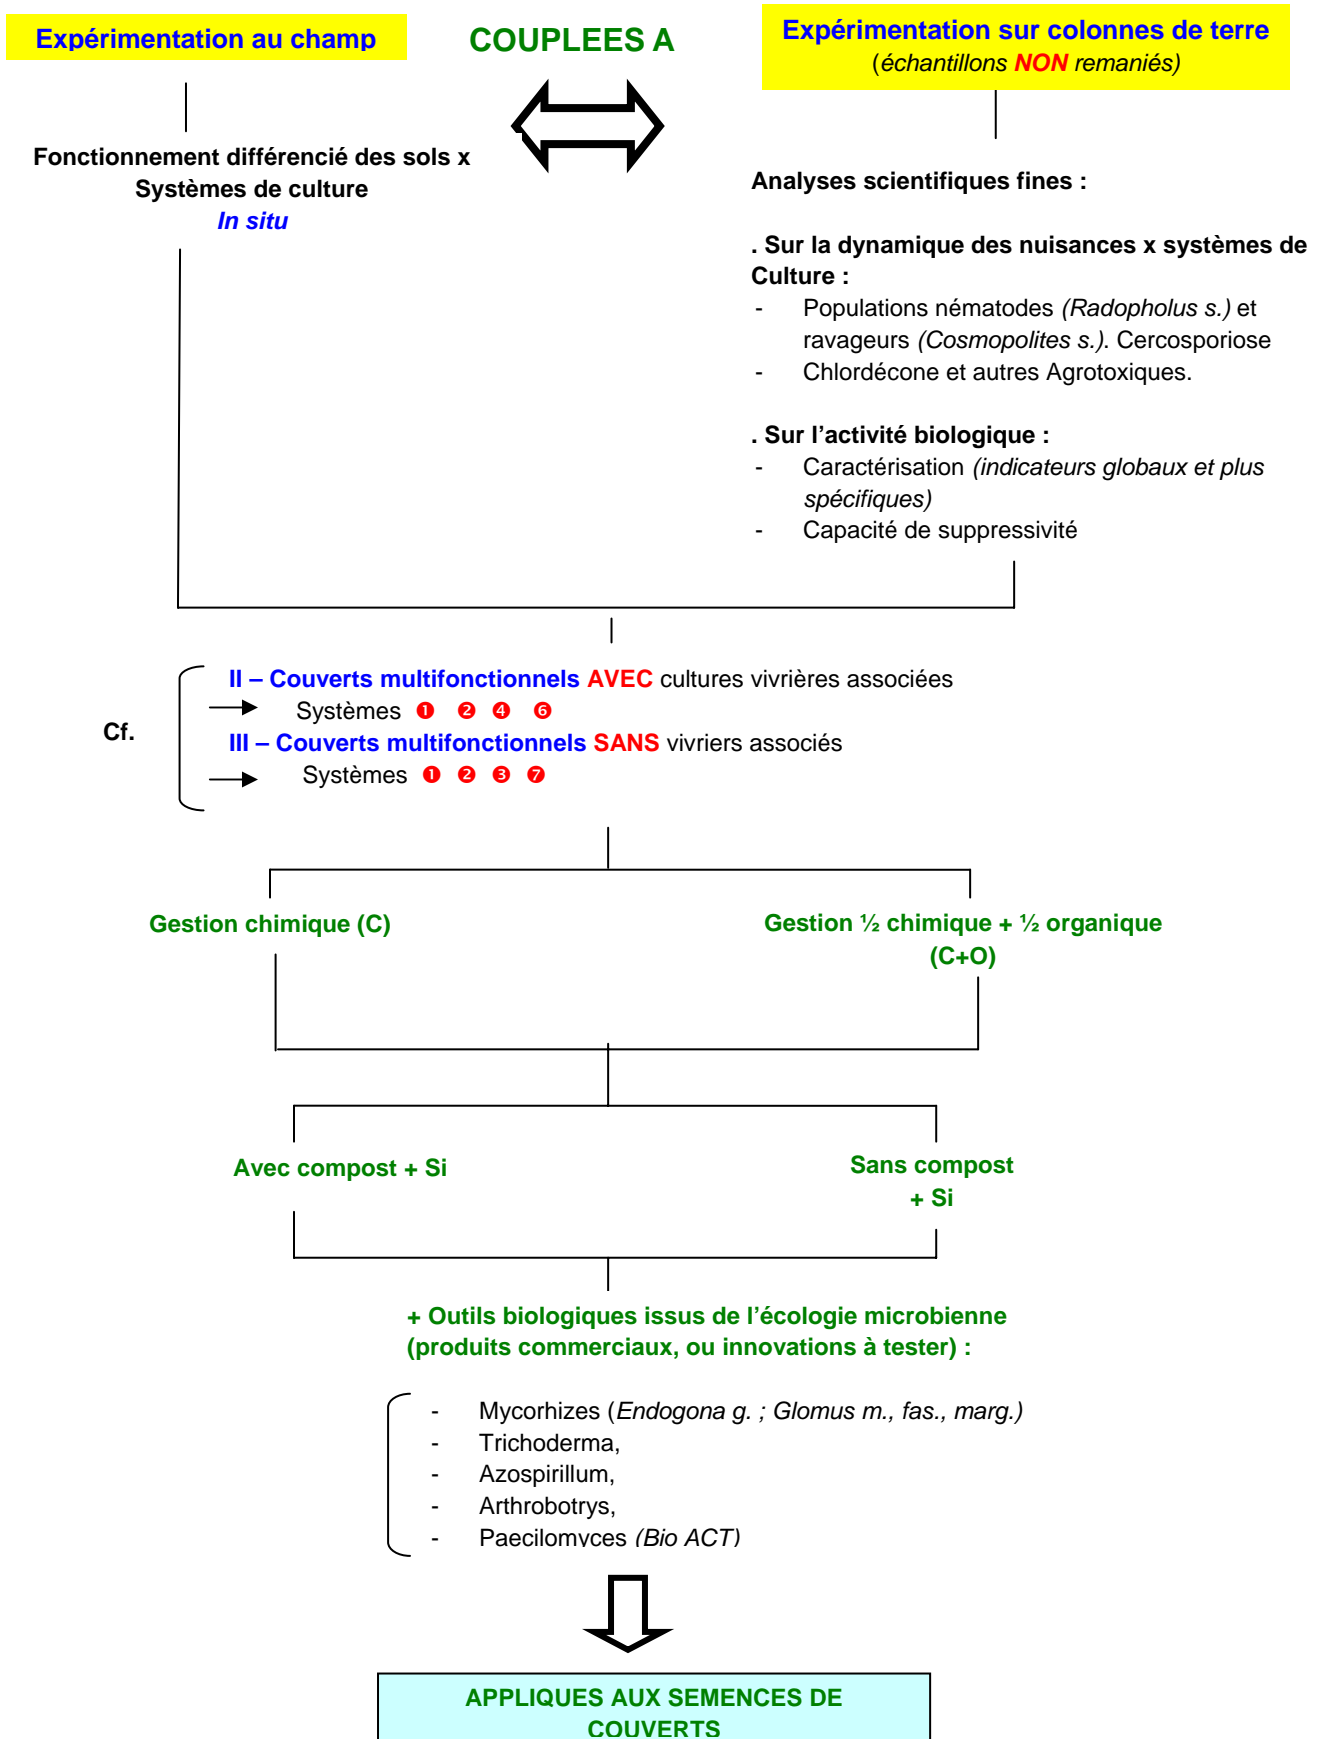 Expérimentation au champ
COUPLEES A
Expérimentation sur colonnes de terre
(échantillons NON remaniés)
Fonctionnement différencié des sols x
Systèmes de culture
In situ
Analyses scientifiques fines :
. Sur la dynamique des nuisances x systèmes de
Culture :
- Populations nématodes (Radopholus s.) et
ravageurs (Cosmopolites s.). Cercosporiose
- Chlordécone et autres Agrotoxiques.
. Sur l’activité biologique :
- Caractérisation (indicateurs globaux et plus
spécifiques)
- Capacité de suppressivité
Cf.
II – Couverts multifonctionnels AVEC cultures vivrières associées
Systèmes ❶ ❷ ❹ ❻
III – Couverts multifonctionnels SANS vivriers associés
Systèmes ❶ ❷ ❸ ❼
Gestion chimique (C)
Gestion ½ chimique + ½ organique
(C+O)
Avec compost + Si
Sans compost
+ Si
+ Outils biologiques issus de l’écologie microbienne
(produits commerciaux, ou innovations à tester) :
- Mycorhizes (Endogona g. ; Glomus m., fas., marg.)
- Trichoderma,
- Azospirillum,
- Arthrobotrys,
- Paecilomyces (Bio ACT)
APPLIQUES AUX SEMENCES DE
COUVERTS